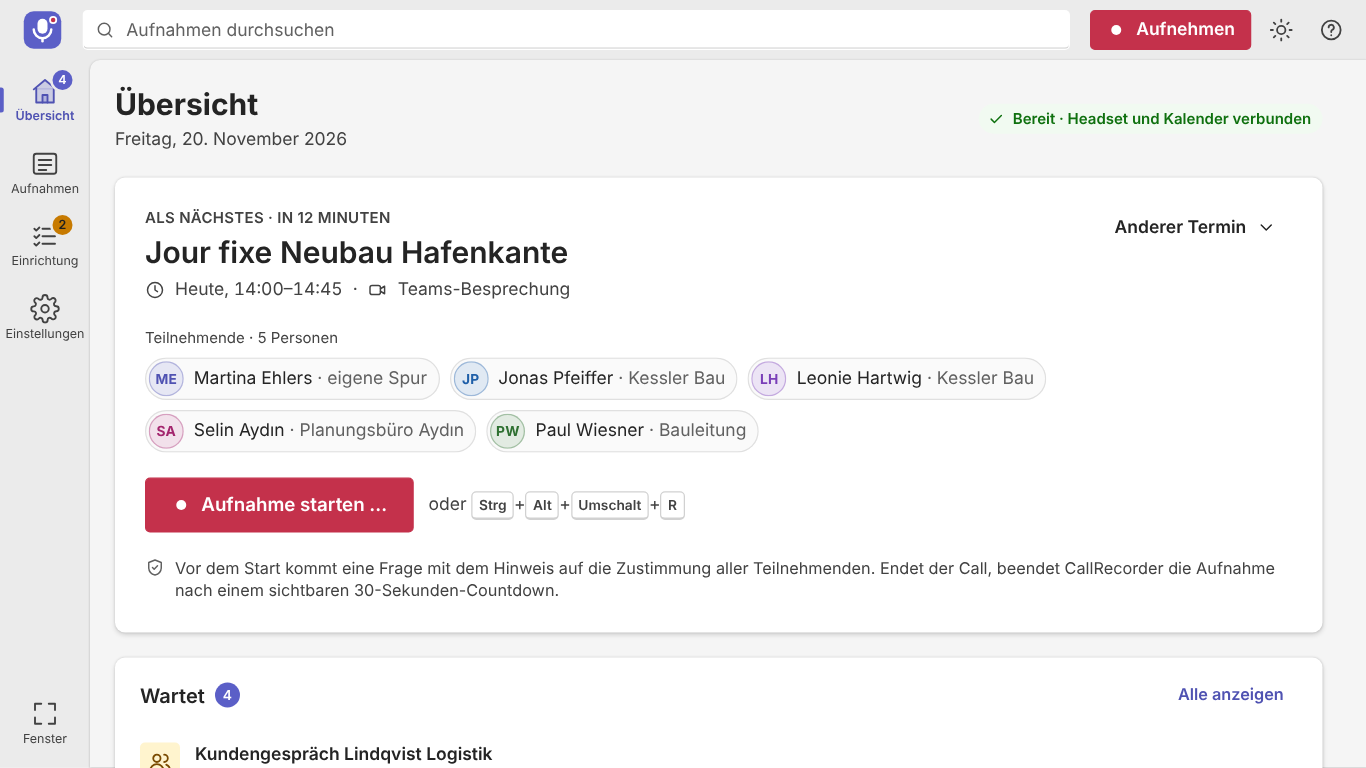 Aufnahmen durchsuchen
Aufnehmen
4
Übersicht
Aufnahmen
2
Einrichtung
Einstellungen
Fenster
Übersicht
Freitag, 20. November 2026
Bereit · Headset und Kalender verbunden
ALS NÄCHSTES · IN 12 MINUTEN
Jour fixe Neubau Hafenkante
Anderer Termin
Heute, 14:00–14:45 · Teams-Besprechung
Teilnehmende · 5 Personen
ME Martina Ehlers · eigene Spur
JP Jonas Pfeiffer · Kessler Bau
LH Leonie Hartwig · Kessler Bau
SA Selin Aydın · Planungsbüro Aydın
PW Paul Wiesner · Bauleitung
Aufnahme starten ... oder Strg + Alt + Umschalt + R
Vor dem Start kommt eine Frage mit dem Hinweis auf die Zustimmung aller Teilnehmenden. Endet der Call, beendet CallRecorder die Aufnahme
nach einem sichtbaren 30-Sekunden-Countdown.
Wartet 4
Alle anzeigen
Kundengespräch Lindqvist Logistik